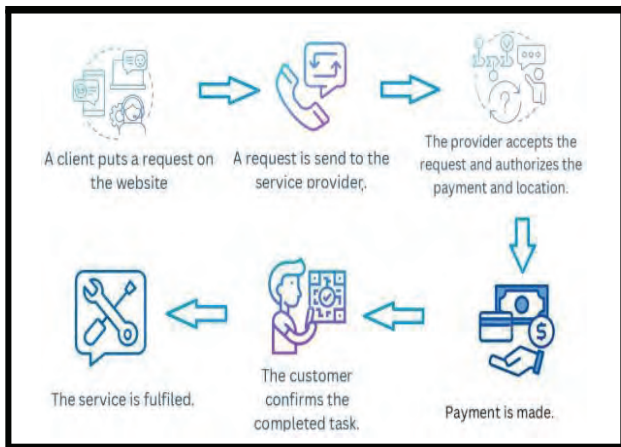 A client puts a request on
the website
A request is send to the
service provider,.
The provider accepts the
request and authorizes the
payment and location.
Payment is made.
The customer
confirms the
completed task.
The service is fulfiled.